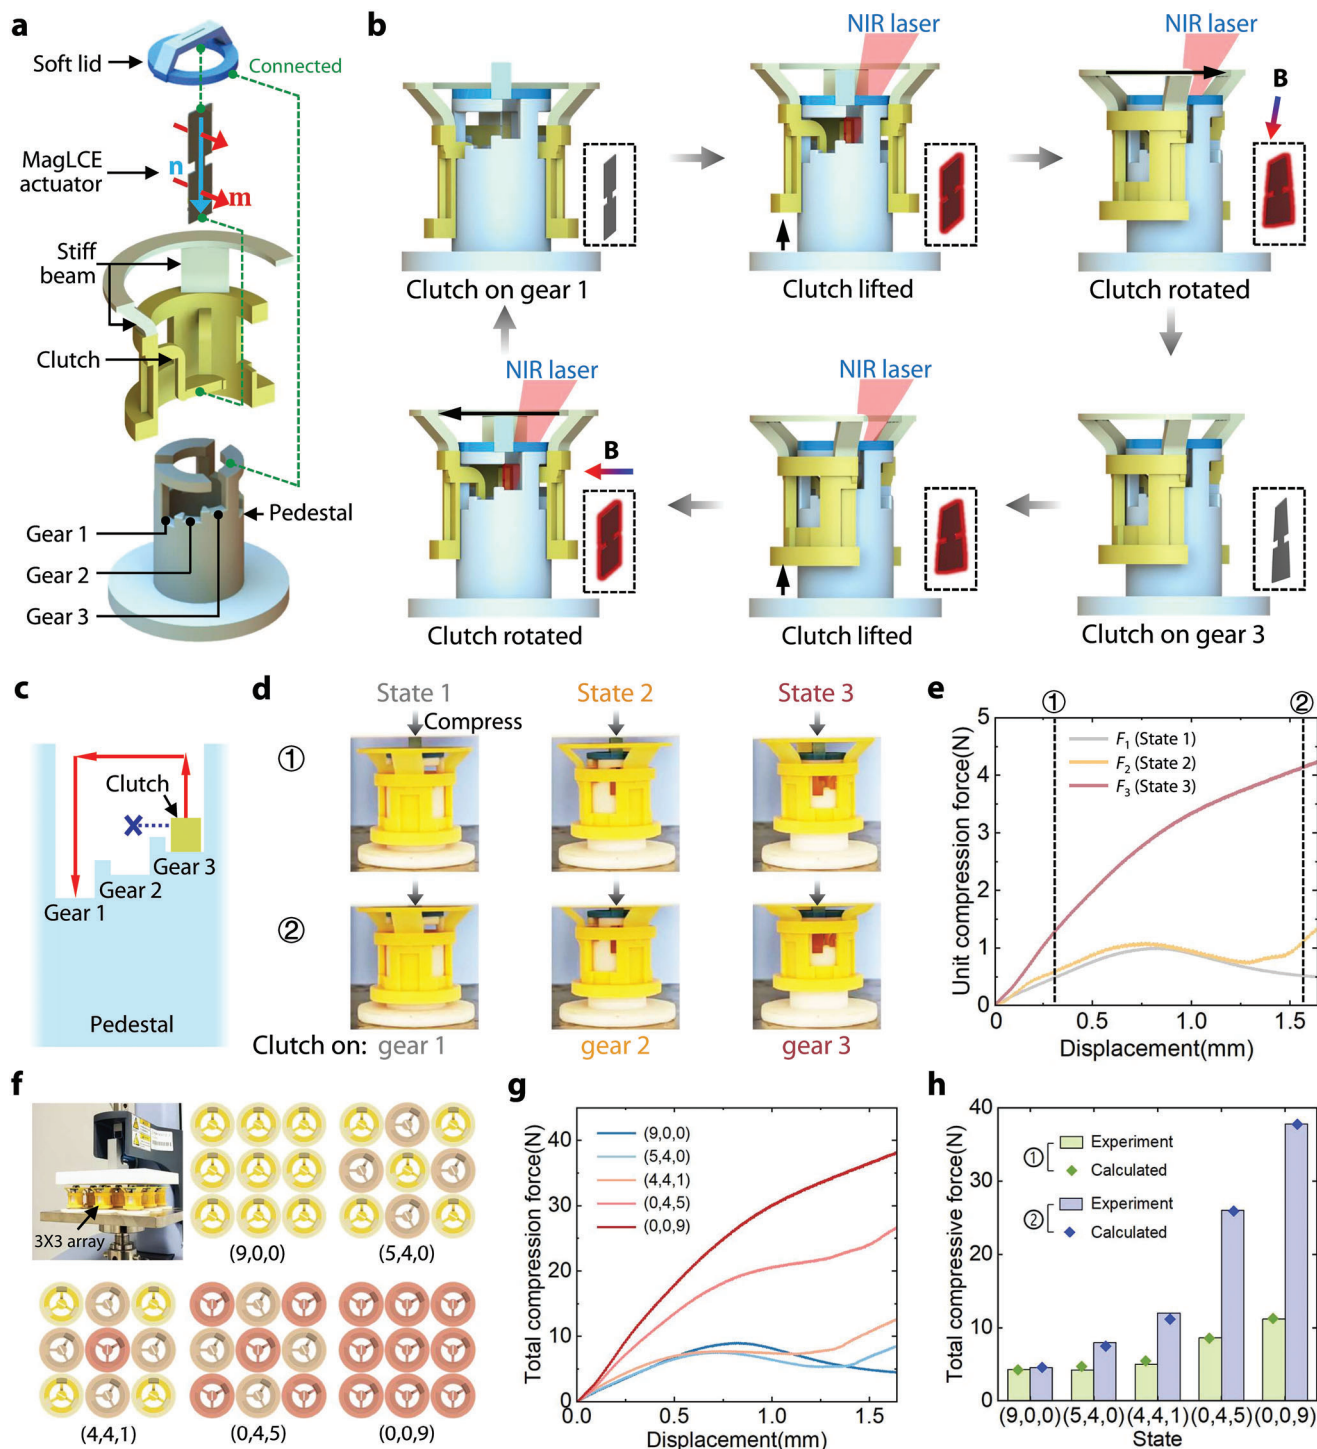 a
Soft lid
Connected
MagLCE
actuator
n
m
Stiff
beam
Clutch
Gear 1
Gear 2
Gear 3
Pedestal
b
NIR laser
NIR laser
B
Clutch on gear 1
Clutch lifted
Clutch rotated
NIR laser
NIR laser
B
Clutch rotated
Clutch lifted
Clutch on gear 3
c
Clutch
Gear 3
Gear 2
Gear 1
Pedestal
d
State 1
State 2
State 3
Compress
①
②
Clutch on: gear 1
gear 2
gear 3
e
①
②
Unit compression force(N)
5
4
3
2
1
0
F1 (State 1)
F2 (State 2)
F3 (State 3)
0
0.5
1.0
1.5
Displacement(mm)
f
3X3 array
(9,0,0)
(5,4,0)
(4,4,1)
(0,4,5)
(0,0,9)
g
Total compression force(N)
40
30
20
10
0
(9,0,0)
(5,4,0)
(4,4,1)
(0,4,5)
(0,0,9)
0.0
0.5
1.0
1.5
Displacement(mm)
h
Total compressive force(N)
40
30
20
10
0
①
Experiment
Calculated
②
Experiment
Calculated
(9,0,0)
(5,4,0)
(4,4,1)
(0,4,5)
(0,0,9)
State